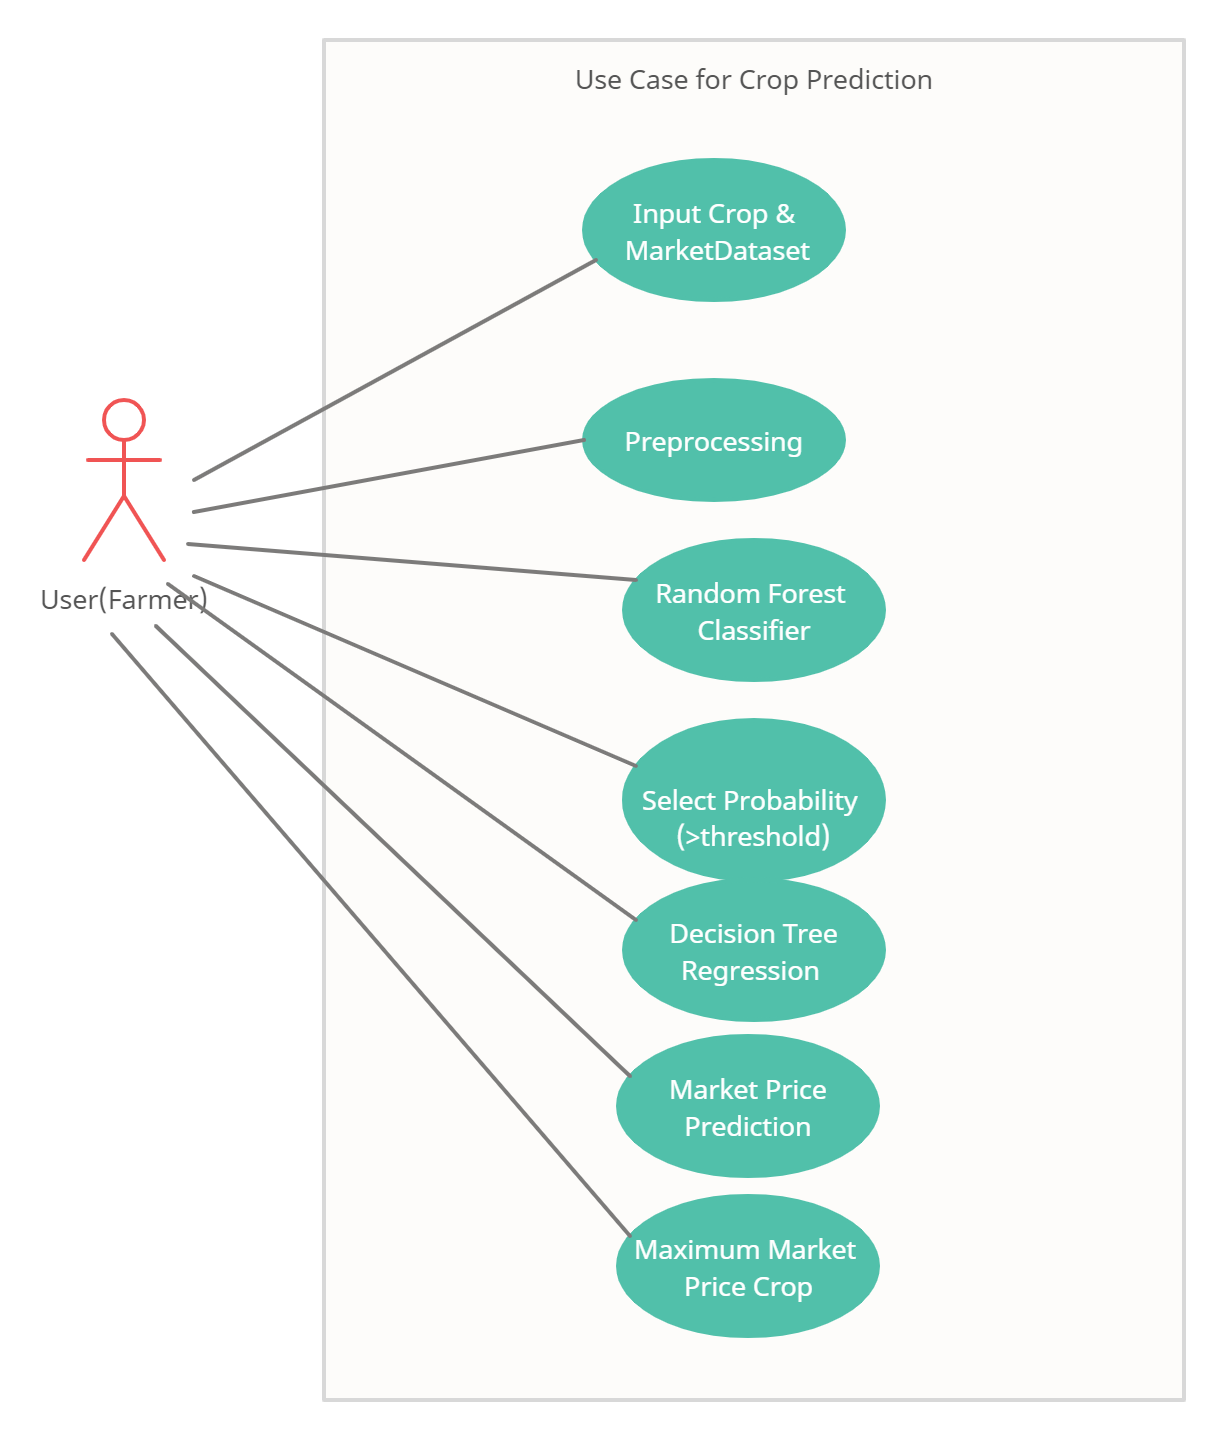 Use Case for Crop Prediction
Input Crop &
MarketDataset
Preprocessing
Random Forest
Classifier
User(Farmer)
Select Probability
(>threshold)
Decision Tree
Regression
Market Price
Prediction
Maximum Market
Price Crop